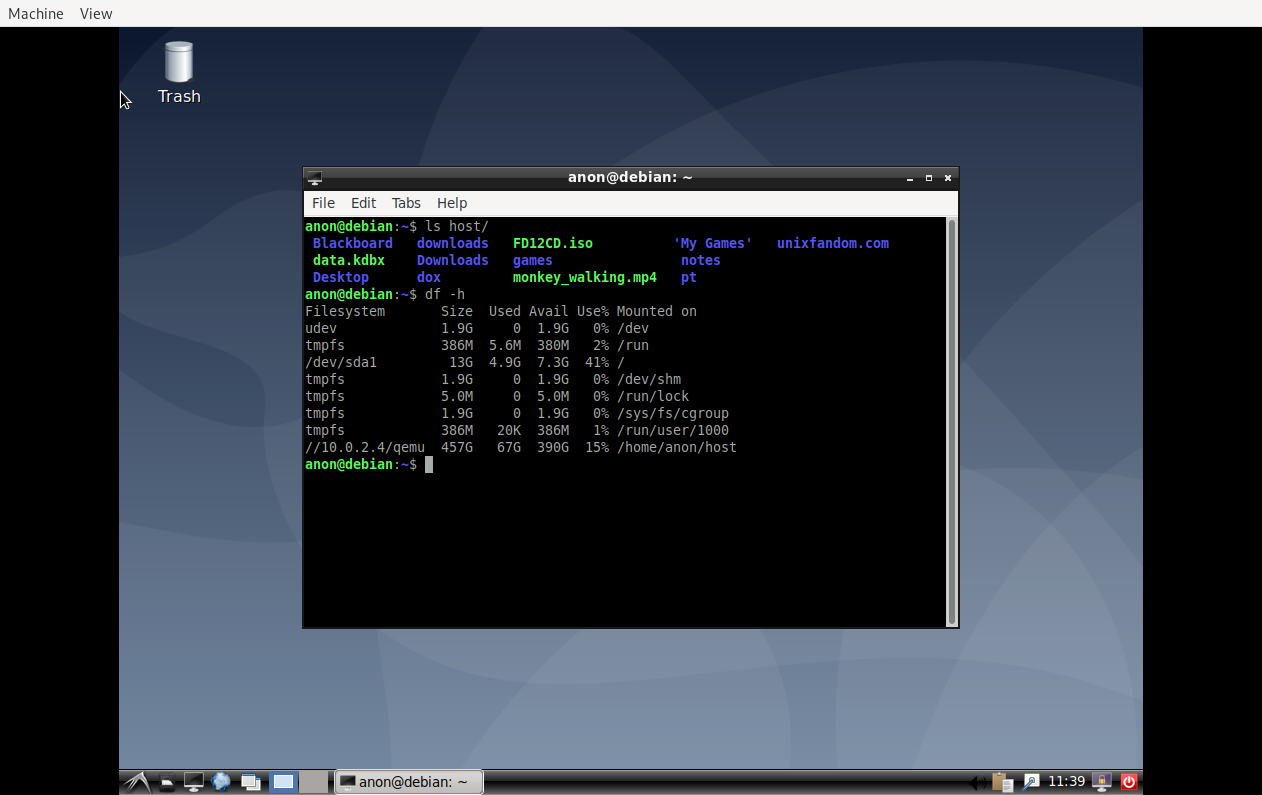 Machine View
Trash
anon@debian: ~
File Edit Tabs Help
anon@debian:~$ ls host/
 Blackboard   downloads   FD12CD.iso          'My Games'   unixfandom.com
 data.kdbx    Downloads   games                notes
 Desktop      dox         monkey_walking.mp4   pt
anon@debian:~$ df -h
Filesystem       Size  Used Avail Use% Mounted on
udev             1.9G     0  1.9G   0% /dev
tmpfs            386M  5.6M  380M   2% /run
/dev/sda1         13G  4.9G  7.3G  41% /
tmpfs            1.9G     0  1.9G   0% /dev/shm
tmpfs            5.0M     0  5.0M   0% /run/lock
tmpfs            1.9G     0  1.9G   0% /sys/fs/cgroup
tmpfs            386M   20K  386M   1% /run/user/1000
//10.0.2.4/qemu  457G   67G  390G  15% /home/anon/host
anon@debian:~$
anon@debian: ~ 11:39